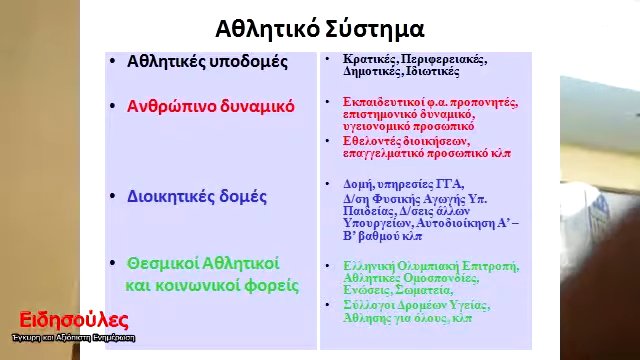 Αθλητικό Σύστημα
• Αθλητικές υποδομές
• Κρατικές, Περιφερειακές,
Δημοτικές, Ιδιωτικές
• Ανθρώπινο δυναμικό
• Εκπαιδευτικοί φ.α. προπονητές,
επιστημονικό δυναμικό,
υγειονομικό προσωπικό
• Εθελοντές διοικήσεων,
επαγγελματικό προσωπικό κλπ
• Διοικητικές δομές
• Δομή, υπηρεσίες ΓΓΑ,
Δ/ση Φυσικής Αγωγής Υπ.
Παιδείας, Δ/σεις άλλων
Υπουργείων, Αυτοδιοίκηση Α’ –
Β’ βαθμού κλπ
• Θεσμικοί Αθλητικοί
και κοινωνικοί φορείς
• Ελληνική Ολυμπιακή Επιτροπή,
Αθλητικές Ομοσπονδίες,
Ενώσεις, Σωματεία,
• Σύλλογοι Δρομέων Υγείας,
Άθλησης για όλους, κλπ
Ειδησούλες
Έγκυρη και Αξιόπιστη Ενημέρωση